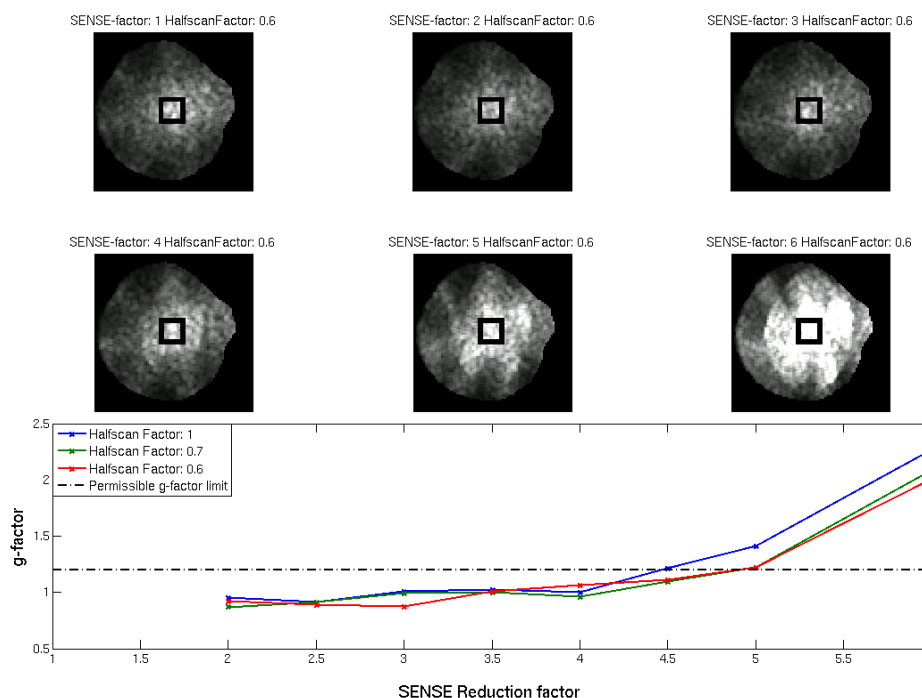 SENSE-factor: 1 HalfscanFactor: 0.6
SENSE-factor: 2 HalfscanFactor: 0.6
SENSE-factor: 3 HalfscanFactor: 0.6
SENSE-factor: 4 HalfscanFactor: 0.6
SENSE-factor: 5 HalfscanFactor: 0.6
SENSE-factor: 6 HalfscanFactor: 0.6
2.5
2
1.5
1
0.5
g-factor
Halfscan Factor: 1
Halfscan Factor: 0.7
Halfscan Factor: 0.6
Permissible g-factor limit
1 1.5 2 2.5 3 3.5 4 4.5 5 5.5
SENSE Reduction factor